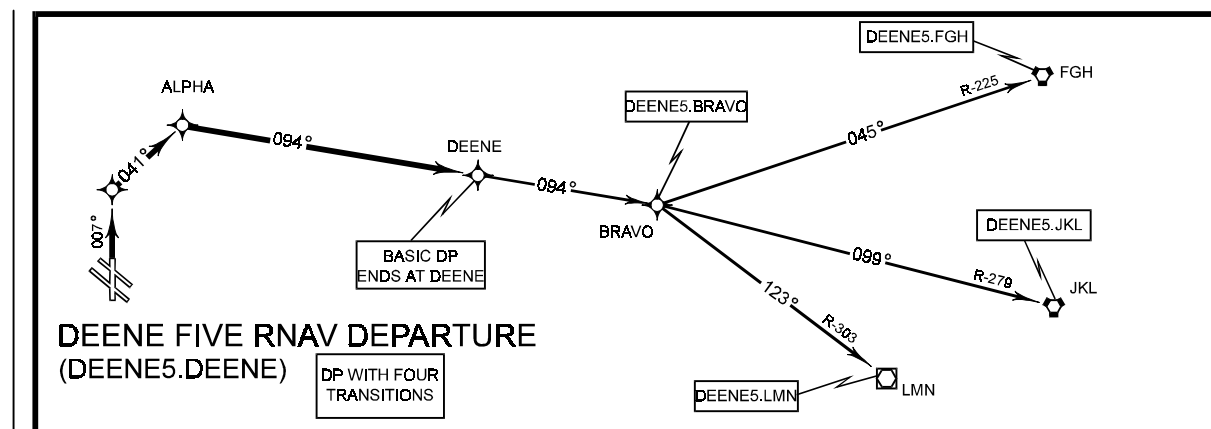 DEENE5.FGH
FGH
R-225
ALPHA
DEENE5.BRAVO
045°
094°
DEENE
041°
094°
007°
BRAVO
BASIC DP
ENDS AT DEENE
DEENE5.JKL
099°
R-279
JKL
123°
R-303
DEENE FIVE RNAV DEPARTURE
(DEENE5.DEENE)
DP WITH FOUR
TRANSITIONS
DEENE5.LMN
LMN